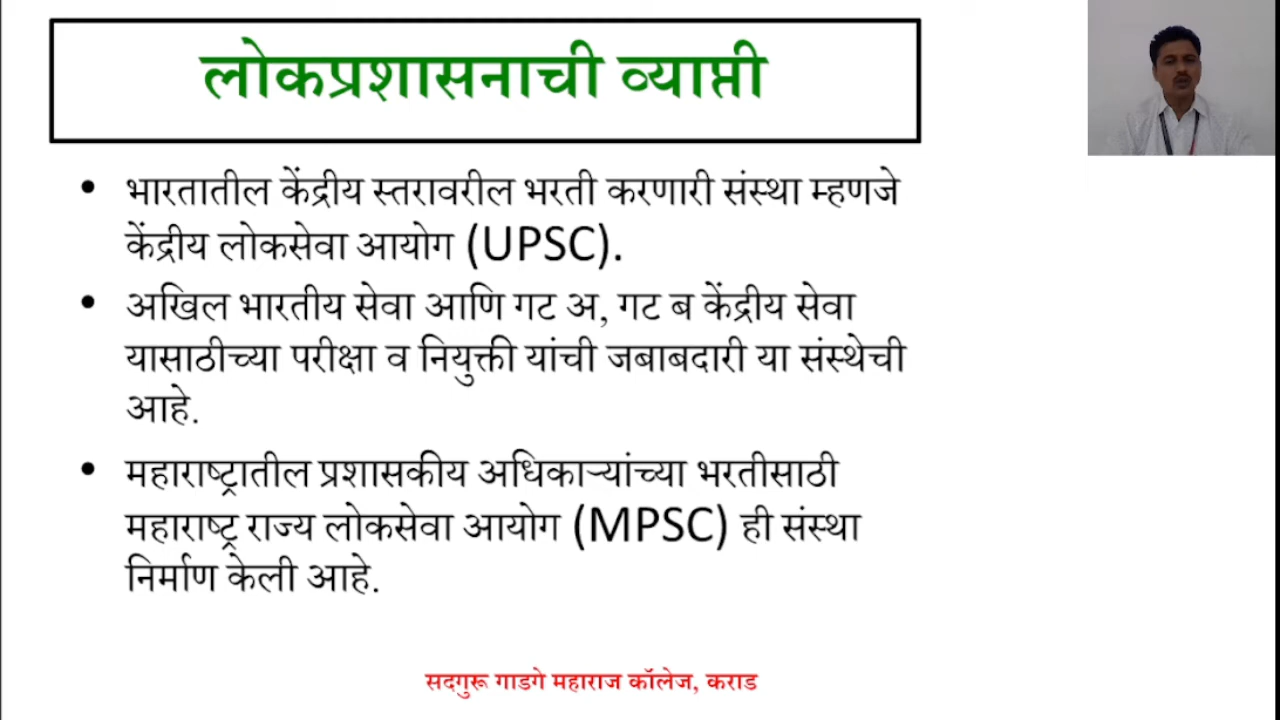 लोकप्रशासनाची व्याप्ती
• भारतातील केंद्रीय स्तरावरील भरती करणारी संस्था म्हणजे
केंद्रीय लोकसेवा आयोग (UPSC).
• अखिल भारतीय सेवा आणि गट अ, गट ब केंद्रीय सेवा
यासाठीच्या परीक्षा व नियुक्ती यांची जबाबदारी या संस्थेची
आहे.
• महाराष्ट्रातील प्रशासकीय अधिकाऱ्यांच्या भरतीसाठी
महाराष्ट्र राज्य लोकसेवा आयोग (MPSC) ही संस्था
निर्माण केली आहे.
सदगुरू गाडगे महाराज कॉलेज, कराड